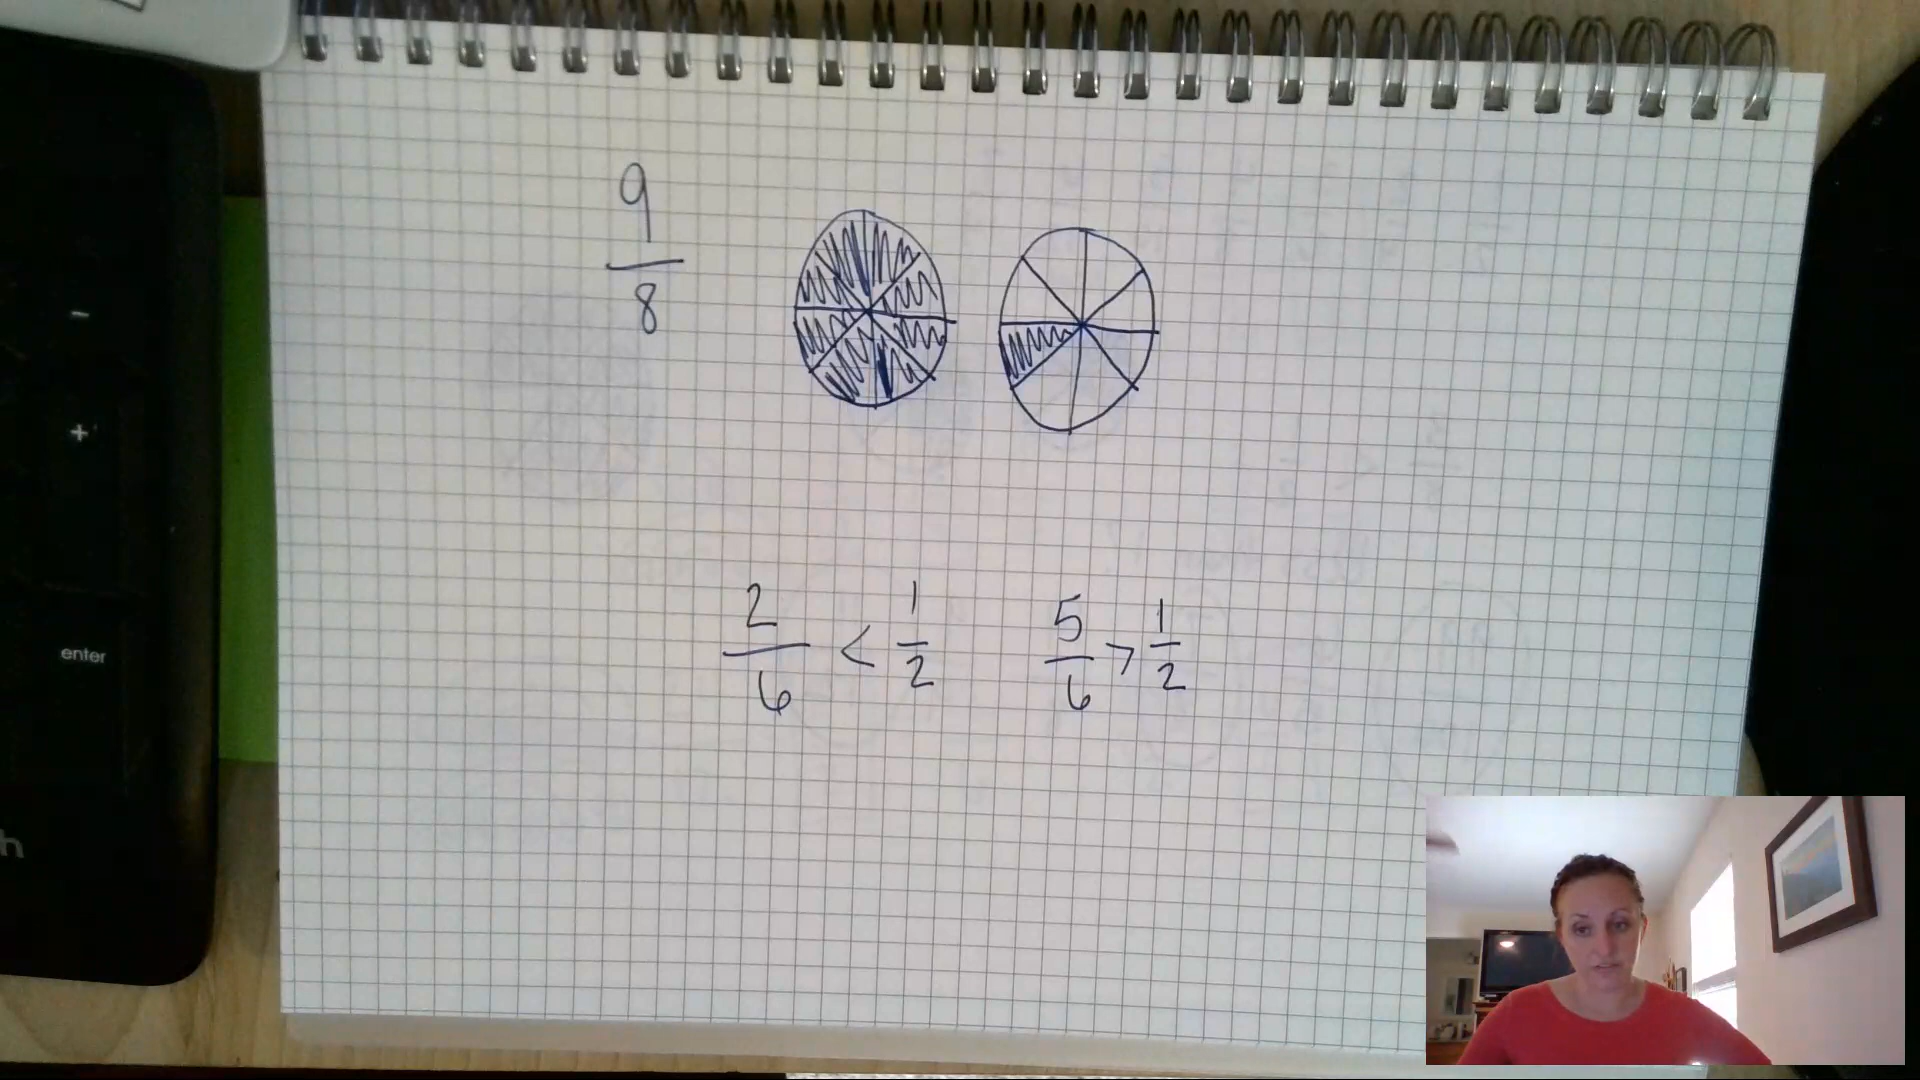 9/8
2/6 < 1/2 5/6 > 1/2
-
+
enter
h